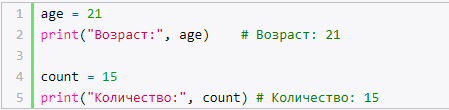 1 age = 21
2 print("Возраст:", age)    # Возраст: 21
3
4 count = 15
5 print("Количество:", count) # Количество: 15